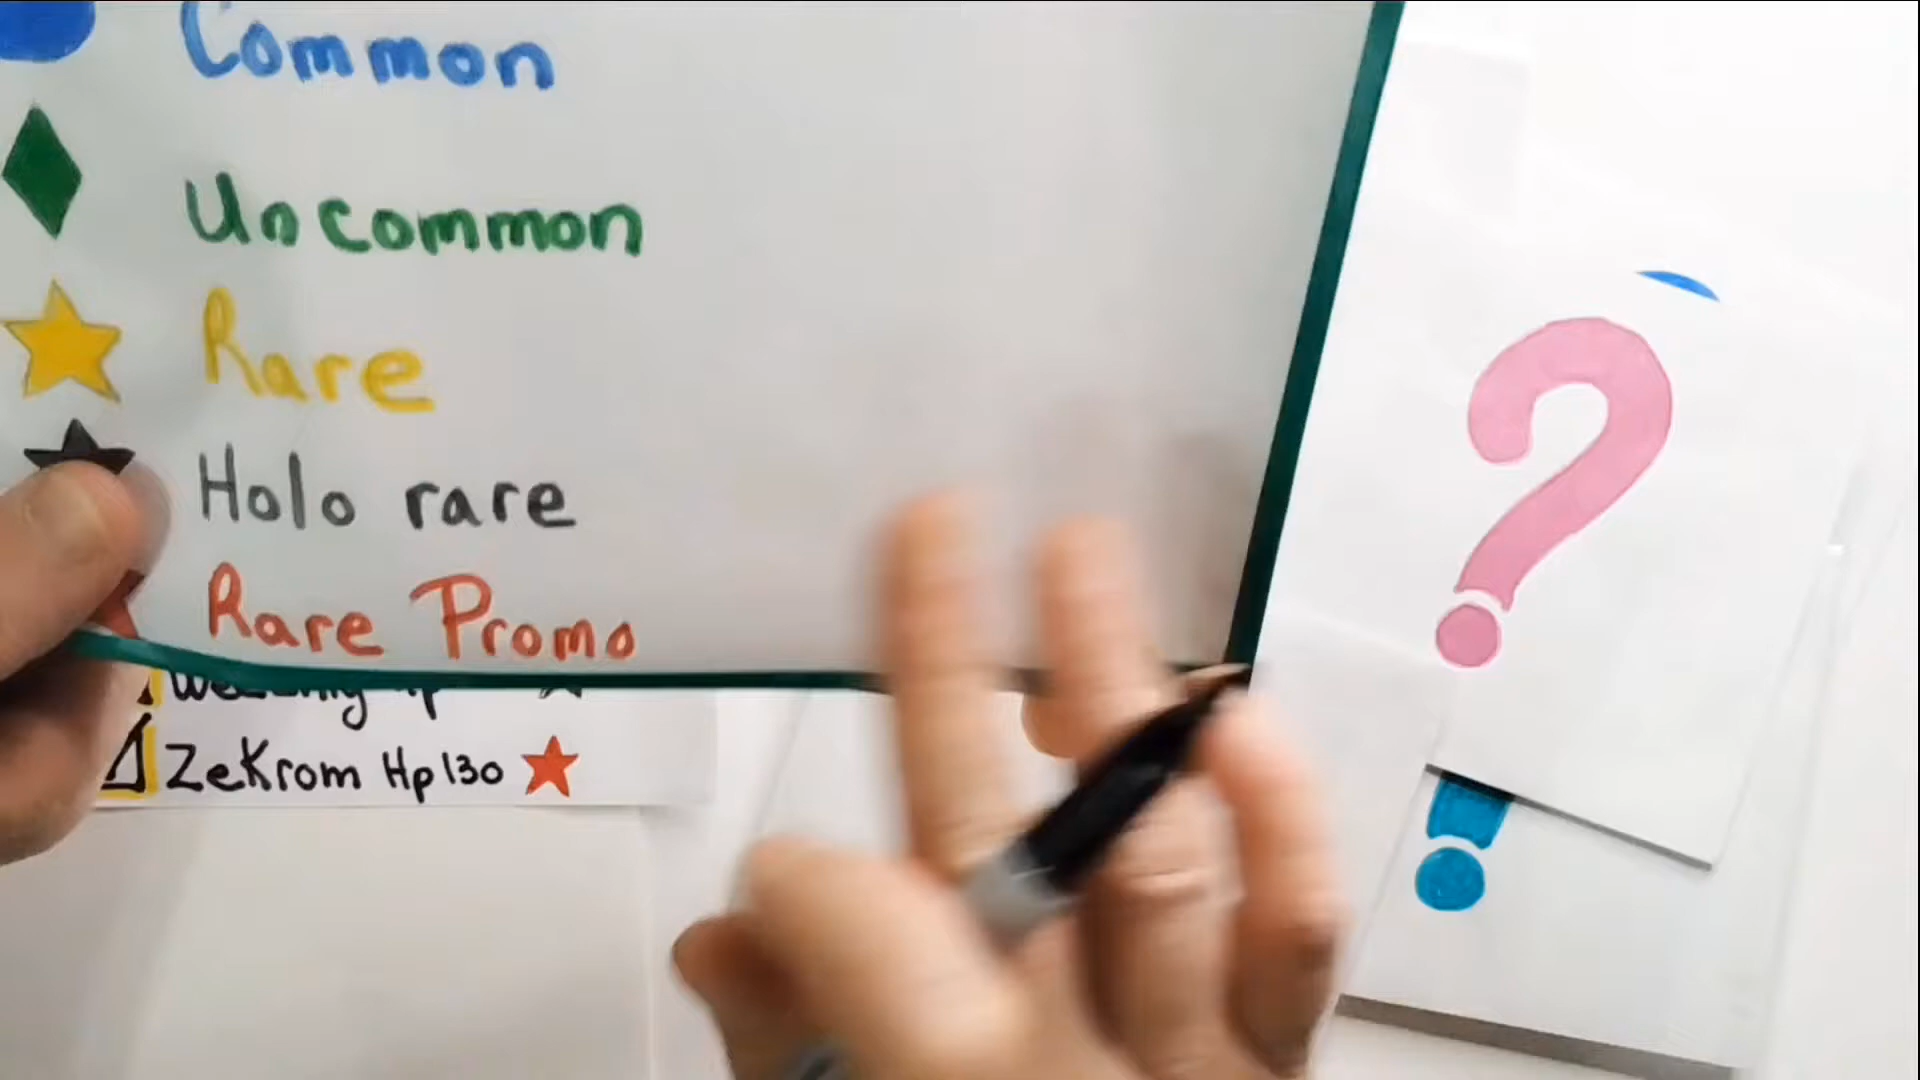 Common
Uncommon
Rare
Holo rare
Rare Promo
Zekrom Hp 130
?